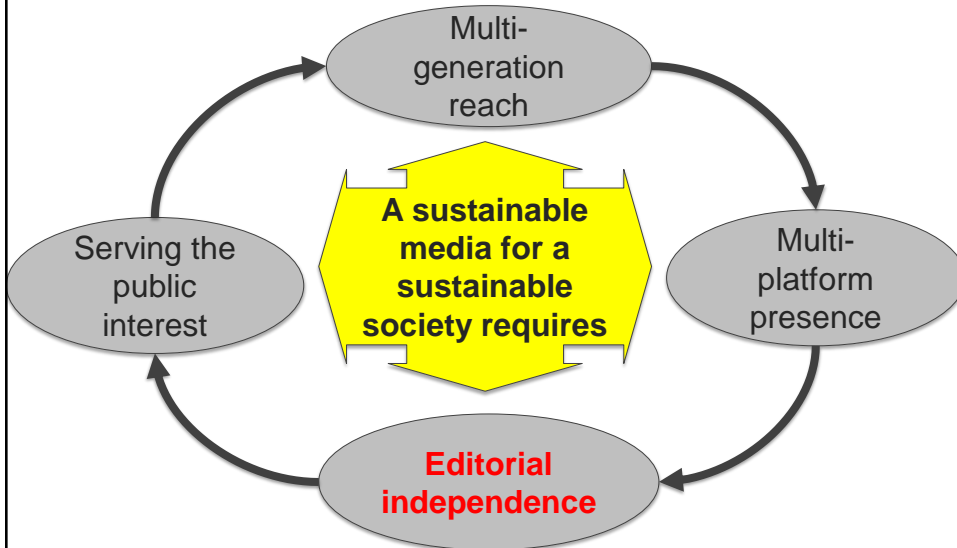 Multi-
generation
reach
A sustainable
media for a
sustainable
society requires
Serving the
public
interest
Multi-
platform
presence
Editorial
independence